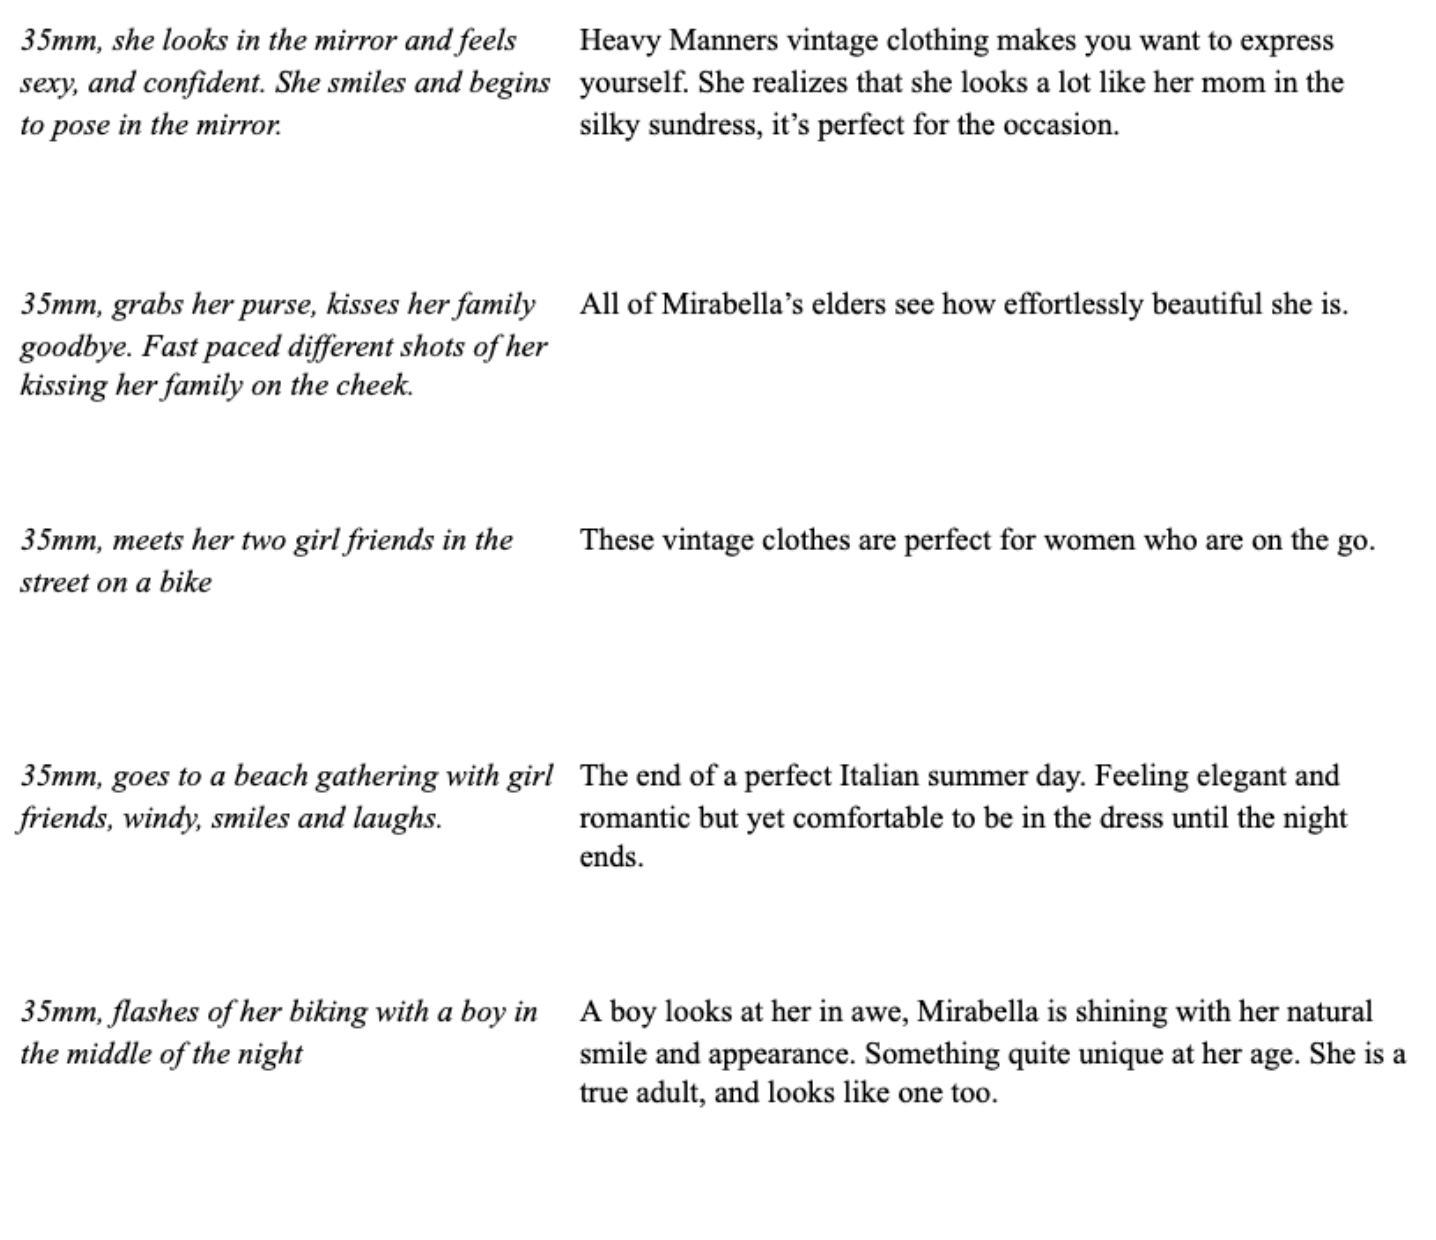 35mm, she looks in the mirror and feels
sexy, and confident. She smiles and begins
to pose in the mirror.
Heavy Manners vintage clothing makes you want to express
yourself. She realizes that she looks a lot like her mom in the
silky sundress, it’s perfect for the occasion.
35mm, grabs her purse, kisses her family
goodbye. Fast paced different shots of her
kissing her family on the cheek.
All of Mirabella’s elders see how effortlessly beautiful she is.
35mm, meets her two girl friends in the
street on a bike
These vintage clothes are perfect for women who are on the go.
35mm, goes to a beach gathering with girl
friends, windy, smiles and laughs.
The end of a perfect Italian summer day. Feeling elegant and
romantic but yet comfortable to be in the dress until the night
ends.
35mm, flashes of her biking with a boy in
the middle of the night
A boy looks at her in awe, Mirabella is shining with her natural
smile and appearance. Something quite unique at her age. She is a
true adult, and looks like one too.